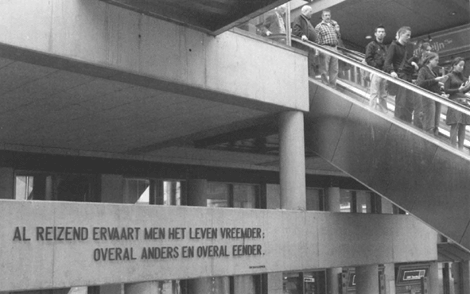 AL REIZEND ERVAART MEN HET LEVEN VREEMDER:
OVERAL ANDERS EN OVERAL EENDER.